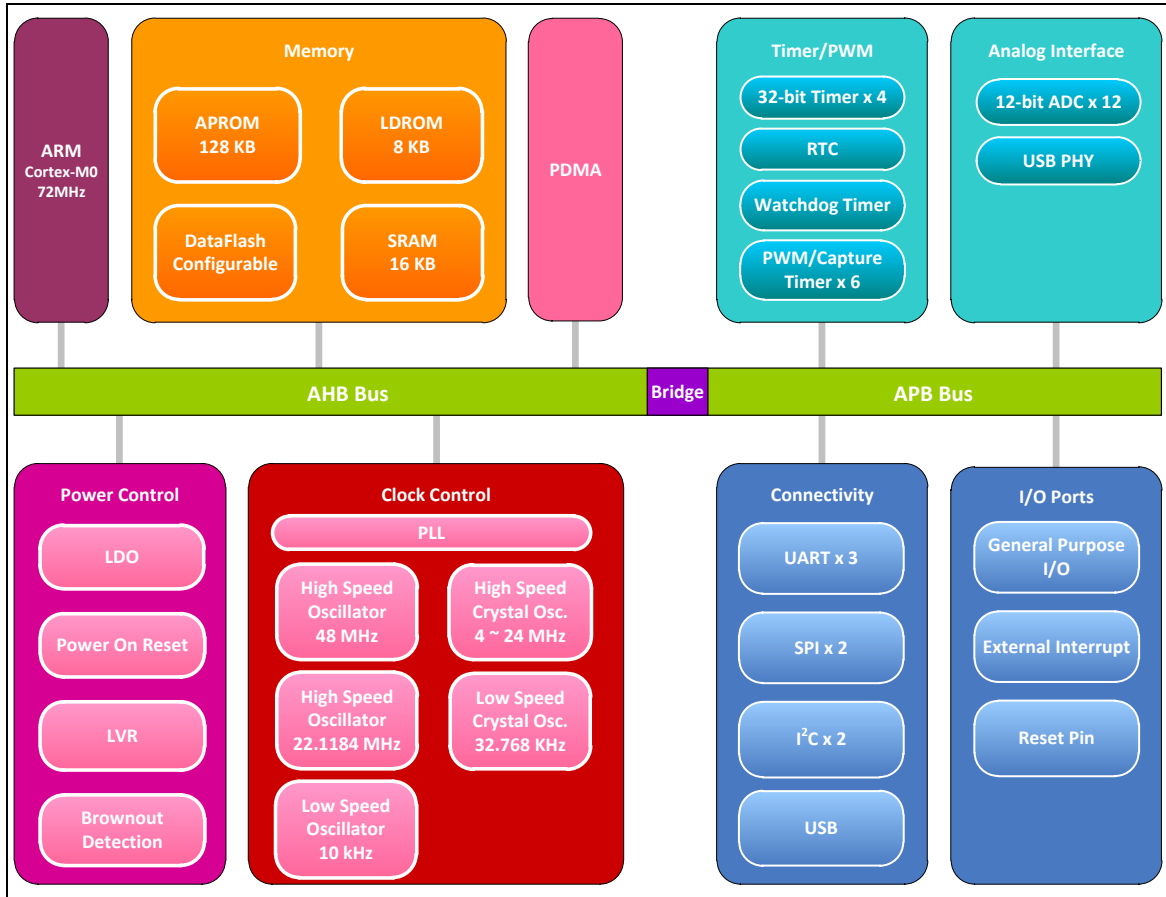 ARM
Cortex-M0
72MHz
Memory
APROM
128 KB
LDROM
8 KB
DataFlash
Configurable
SRAM
16 KB
PDMA
Timer/PWM
32-bit Timer x 4
RTC
Watchdog Timer
PWM/Capture
Timer x 6
Analog Interface
12-bit ADC x 12
USB PHY
AHB Bus
Bridge
APB Bus
Power Control
LDO
Power On Reset
LVR
Brownout
Detection
Clock Control
PLL
High Speed
Oscillator
48 MHz
High Speed
Crystal Osc.
4 ~ 24 MHz
High Speed
Oscillator
22.1184 MHz
Low Speed
Crystal Osc.
32.768 KHz
Low Speed
Oscillator
10 kHz
Connectivity
UART x 3
SPI x 2
I²C x 2
USB
I/O Ports
General Purpose
I/O
External Interrupt
Reset Pin